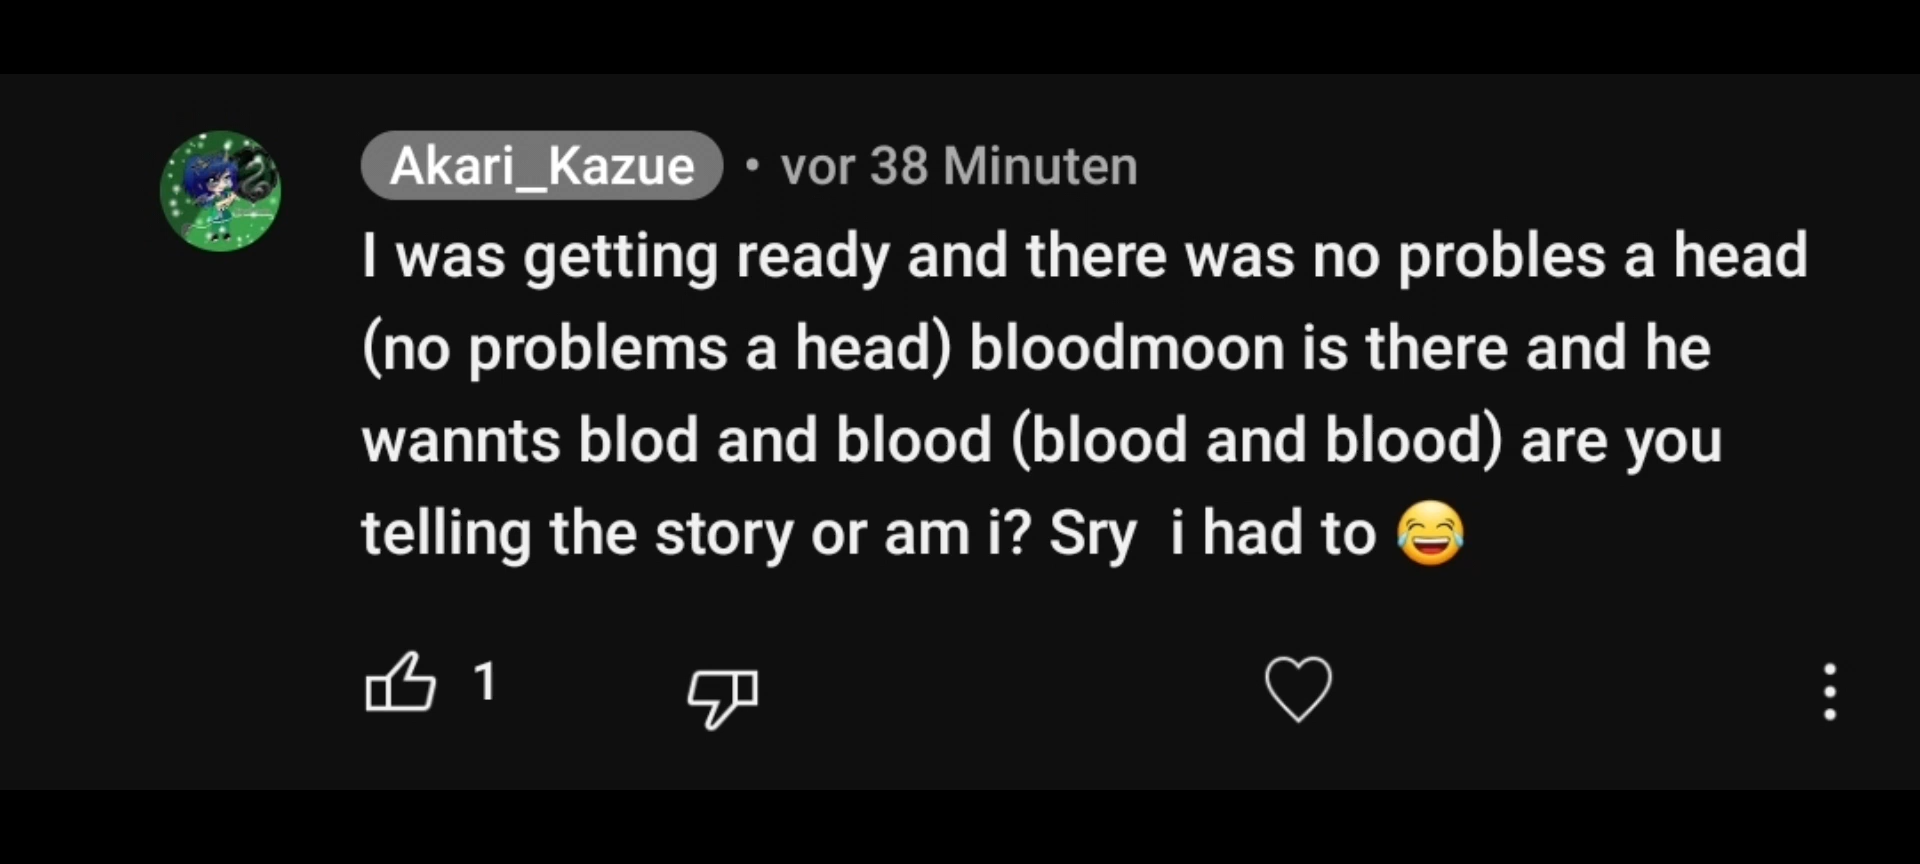 Akari_Kazue • vor 38 Minuten
I was getting ready and there was no probles a head
(no problems a head) bloodmoon is there and he
wannts blod and blood (blood and blood) are you
telling the story or am i? Sry  i had to 😂
1